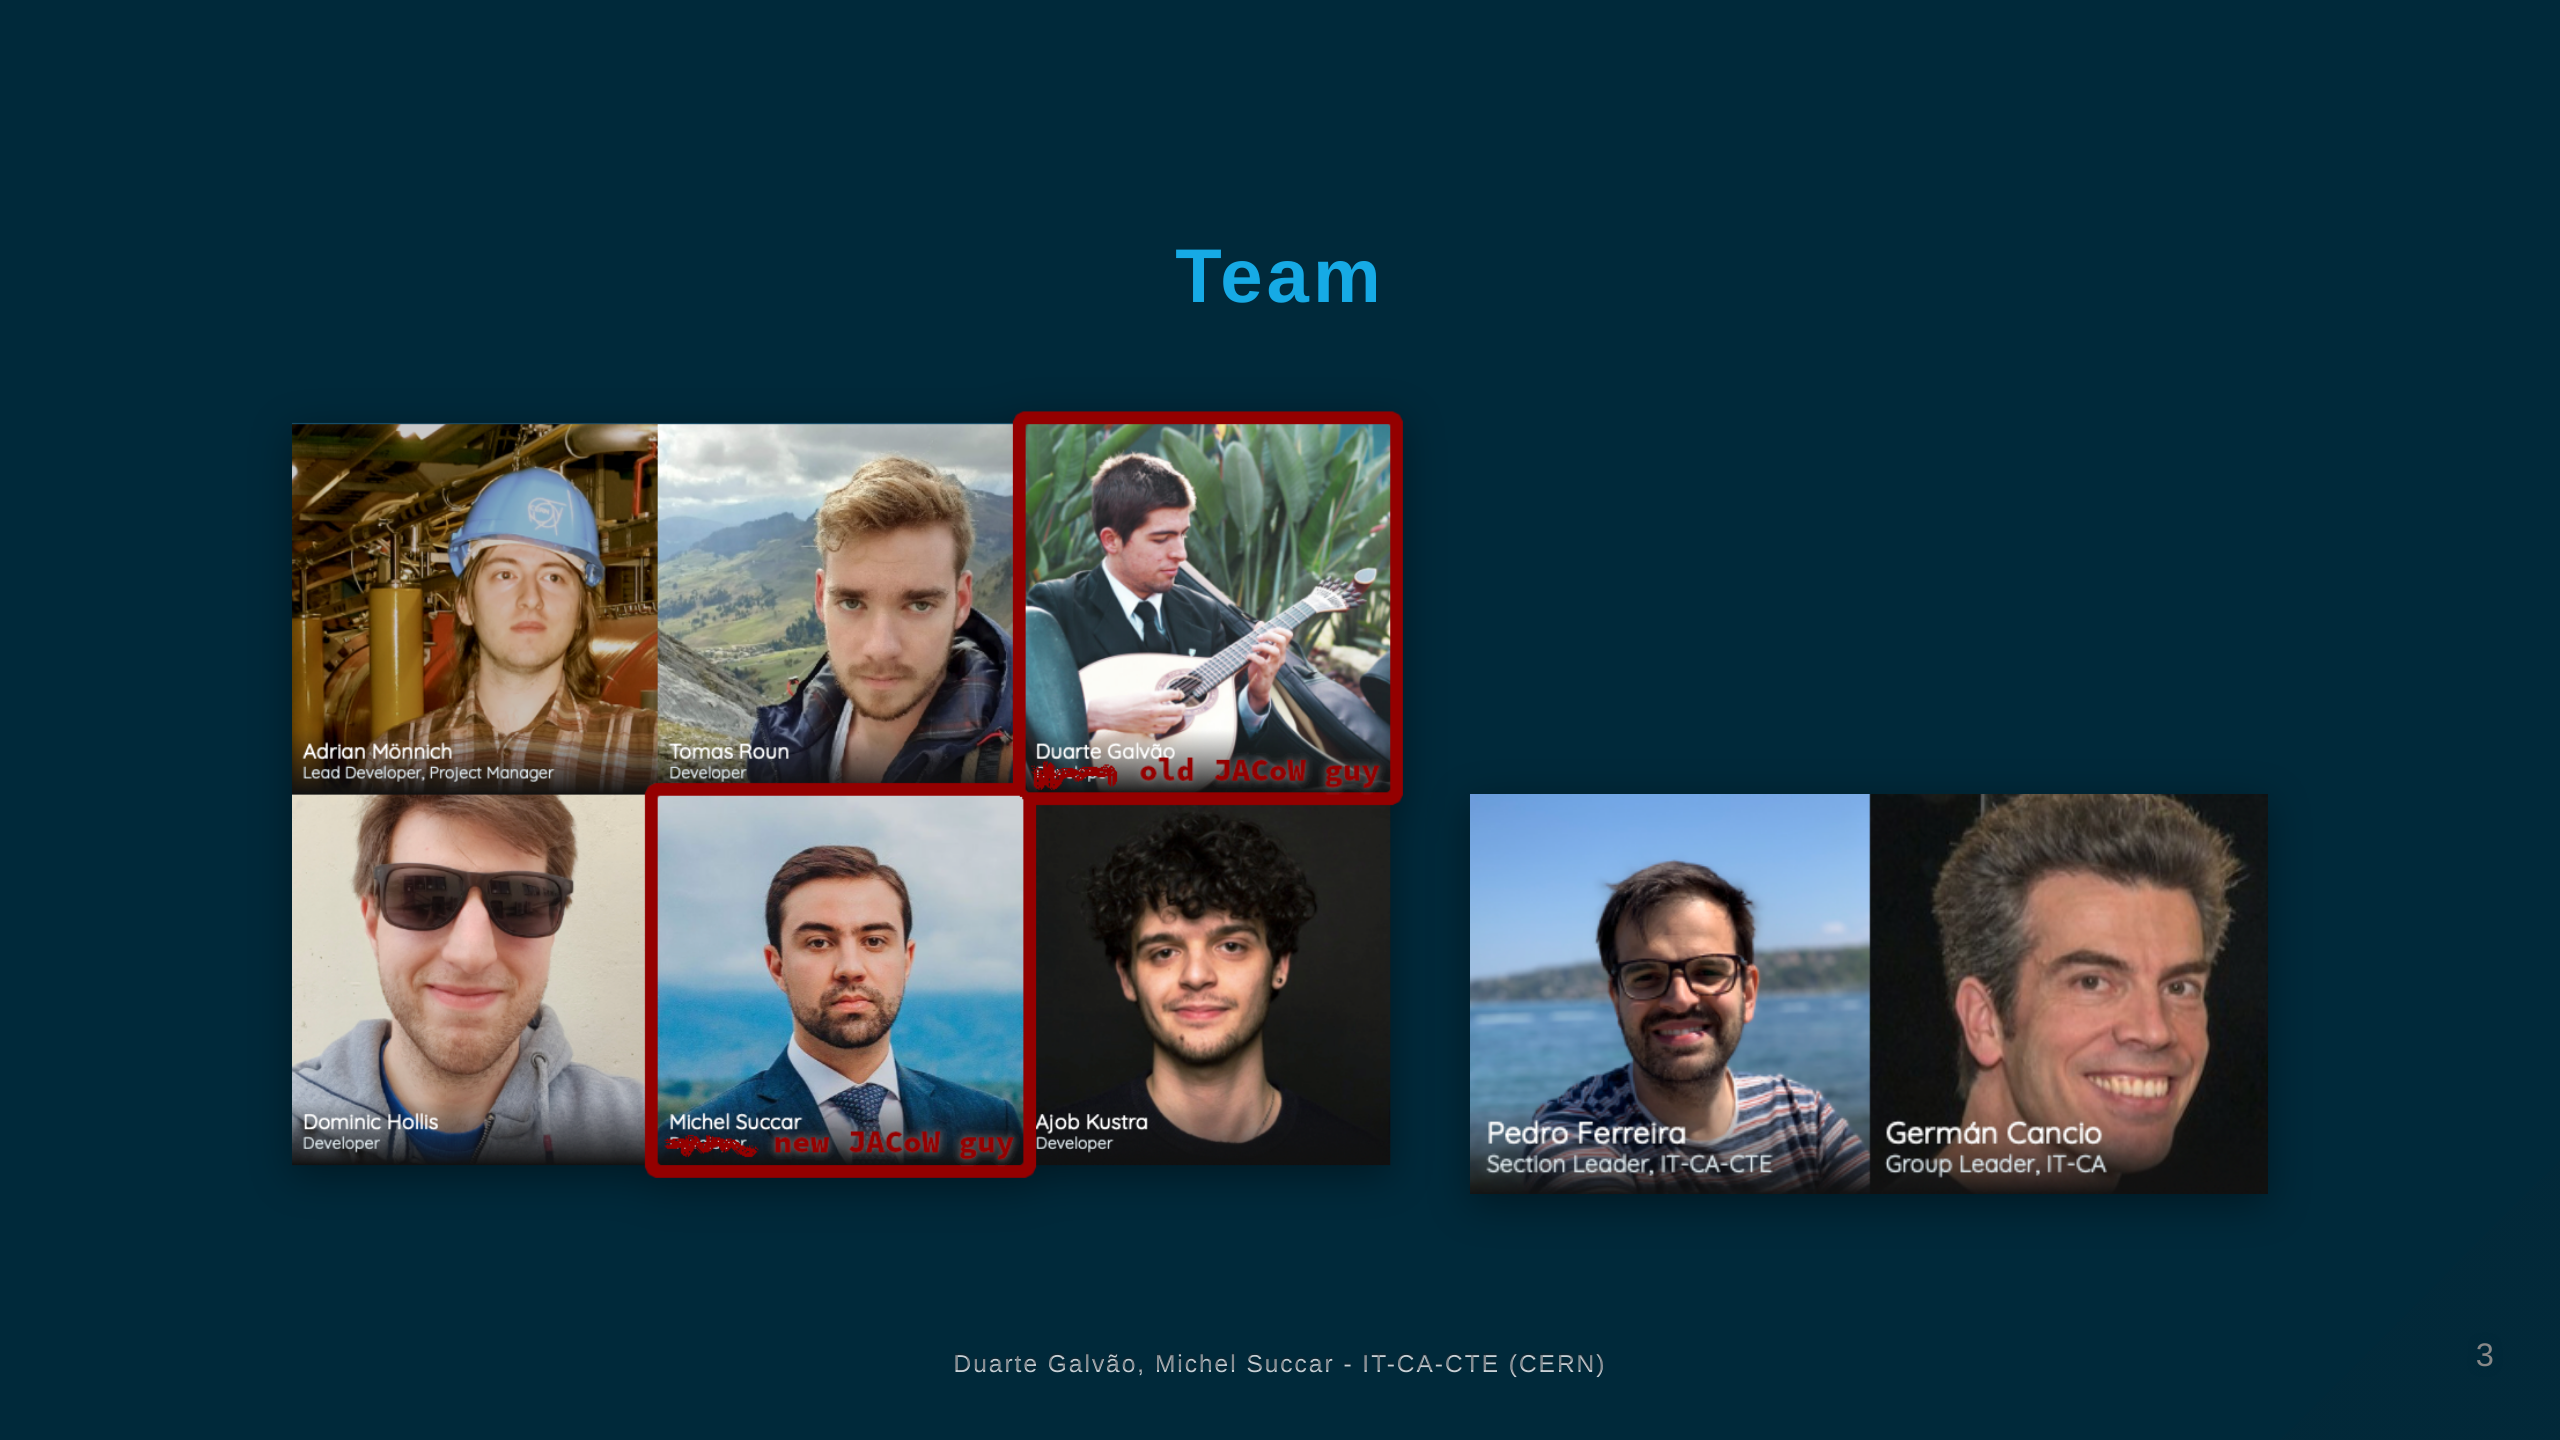 Team
Adrian Mönnich
Lead Developer, Project Manager
Tomas Roun
Developer
Duarte Galvão
old JACoW guy
Dominic Hollis
Developer
Michel Succar
new JACoW guy
Ajob Kustra
Developer
Pedro Ferreira
Section Leader, IT-CA-CTE
Germán Cancio
Group Leader, IT-CA
Duarte Galvão, Michel Succar - IT-CA-CTE (CERN)
3